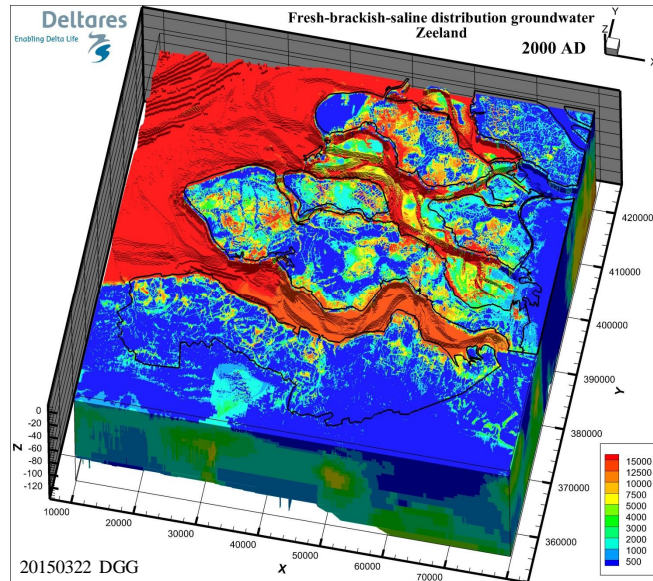 Deltares
Enabling Delta Life
Fresh-brackish-saline distribution groundwater
Zeeland
2000 AD
Y
X
Z
0
-20
-40
-60
-80
-100
-120
Z
10000
20000
30000
40000
50000
60000
70000
X
420000
410000
400000
390000
380000
370000
360000
Y
15000
12500
10000
7500
5000
4000
3000
2000
1000
500
20150322 DGG